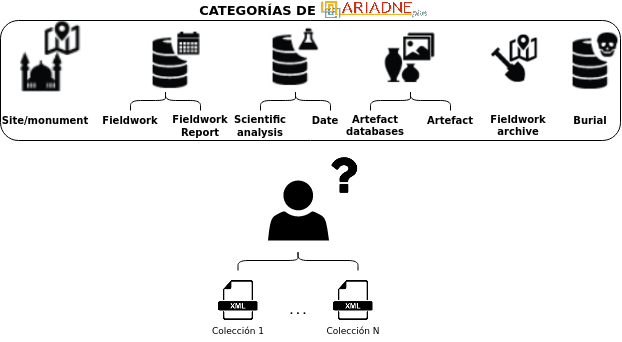 CATEGORÍAS DE ARIADNE plus
Site/monument
Fieldwork
Fieldwork
Report
Scientific
analysis
Date
Artefact
databases
Artefact
Fieldwork
archive
Burial
?
XML
...
XML
Colección 1
Colección N